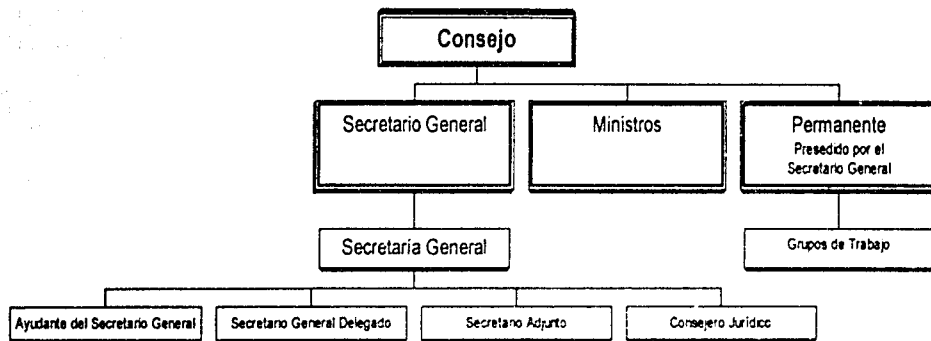 Consejo
Secretario General
Ministros
Permanente
Presedido por el
Secretario General
Secretaría General
Grupos de Trabajo
Ayudante del Secretario General
Secretario General Delegado
Secretario Adjunto
Consejero Jurídico